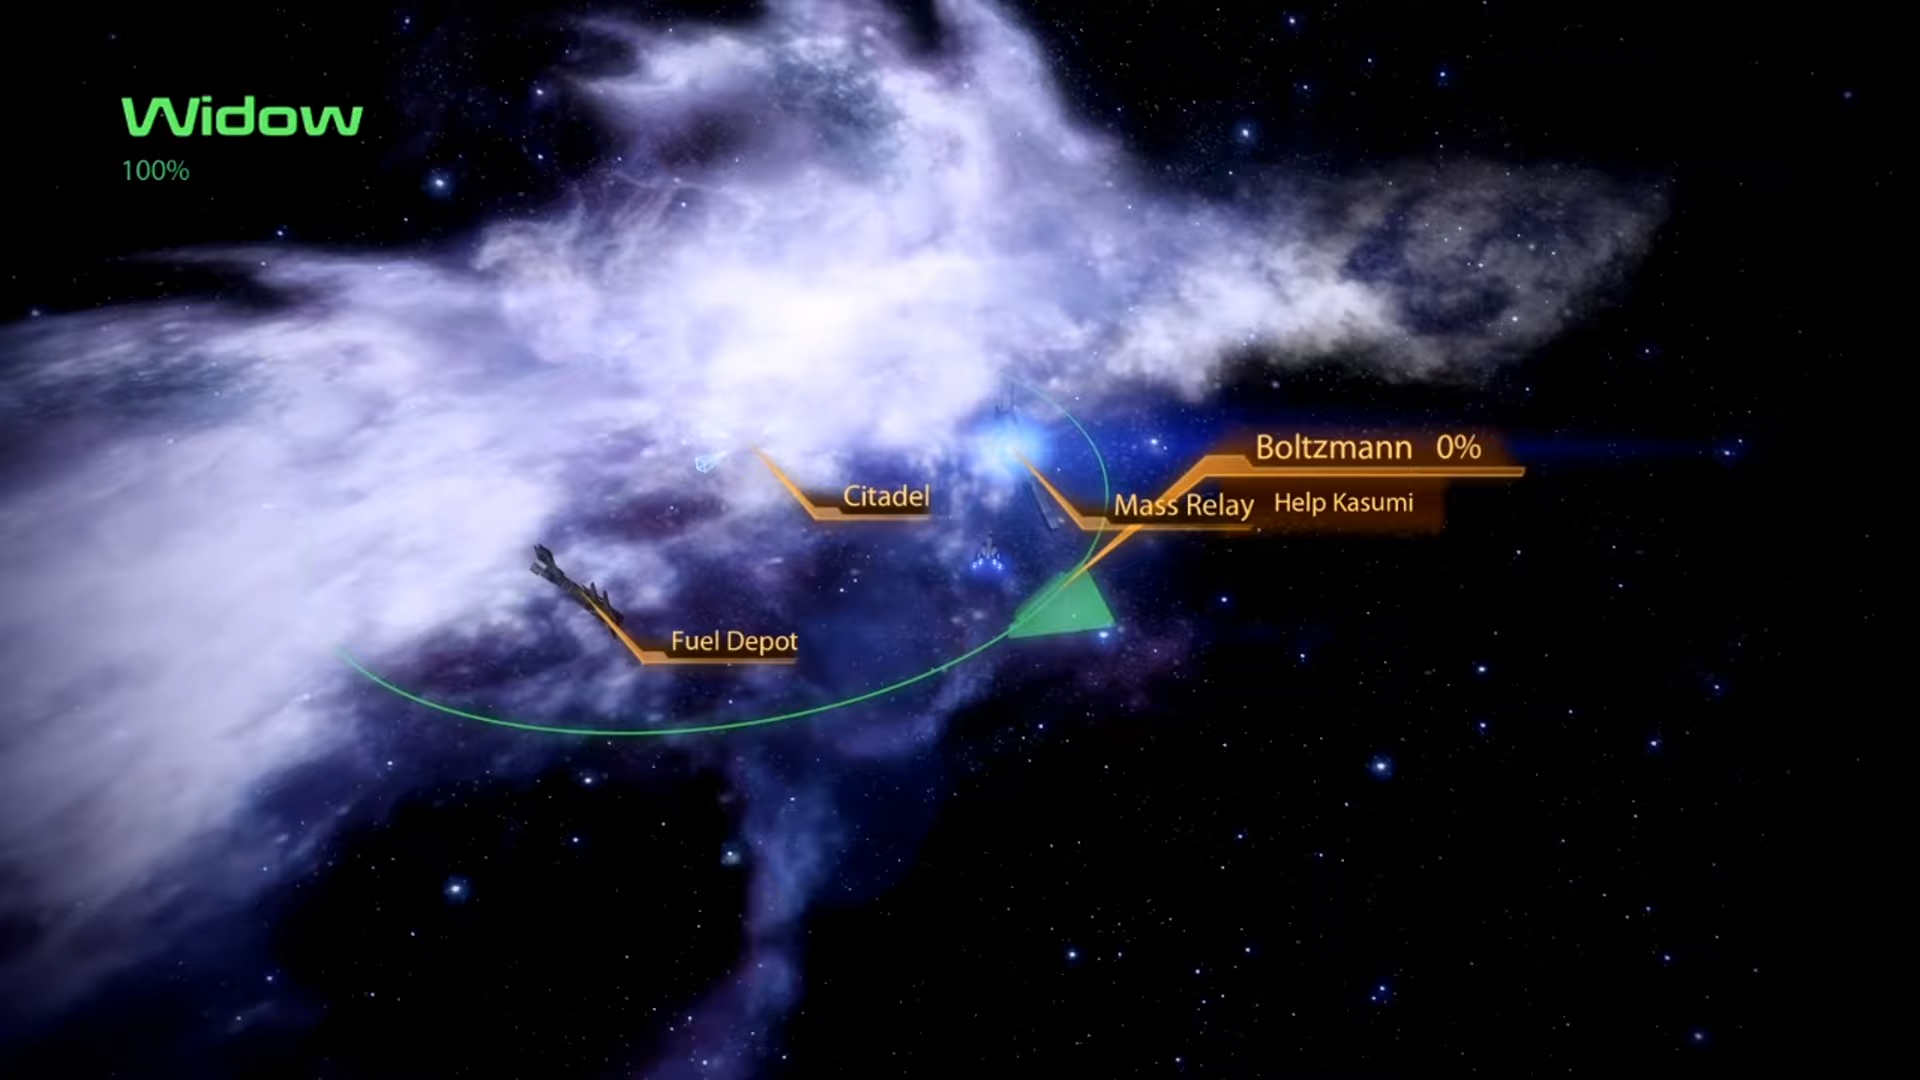 Widow
100%
Boltzmann 0%
Help Kasumi
Citadel
Mass Relay
Fuel Depot